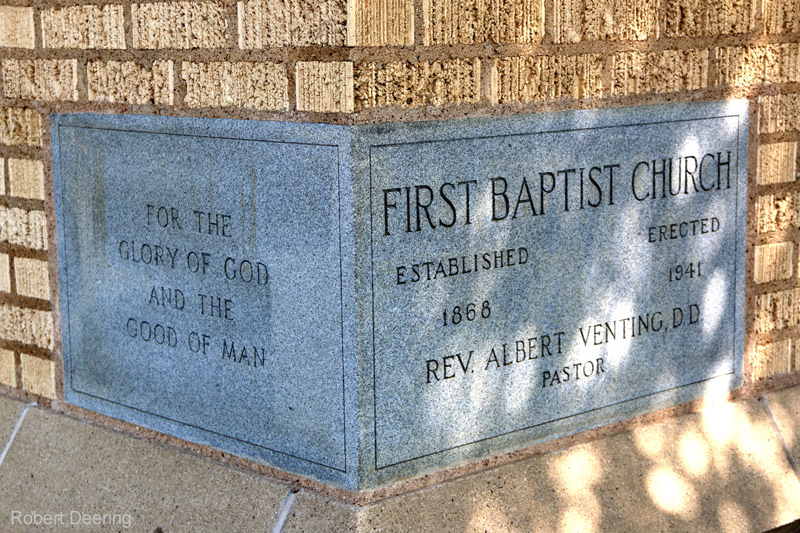 FOR THE
GLORY OF GOD
AND THE
GOOD OF MAN
FIRST BAPTIST CHURCH
ESTABLISHED ERECTED
1868 1941
REV. ALBERT VENTING, D.D.
PASTOR
Robert Deering